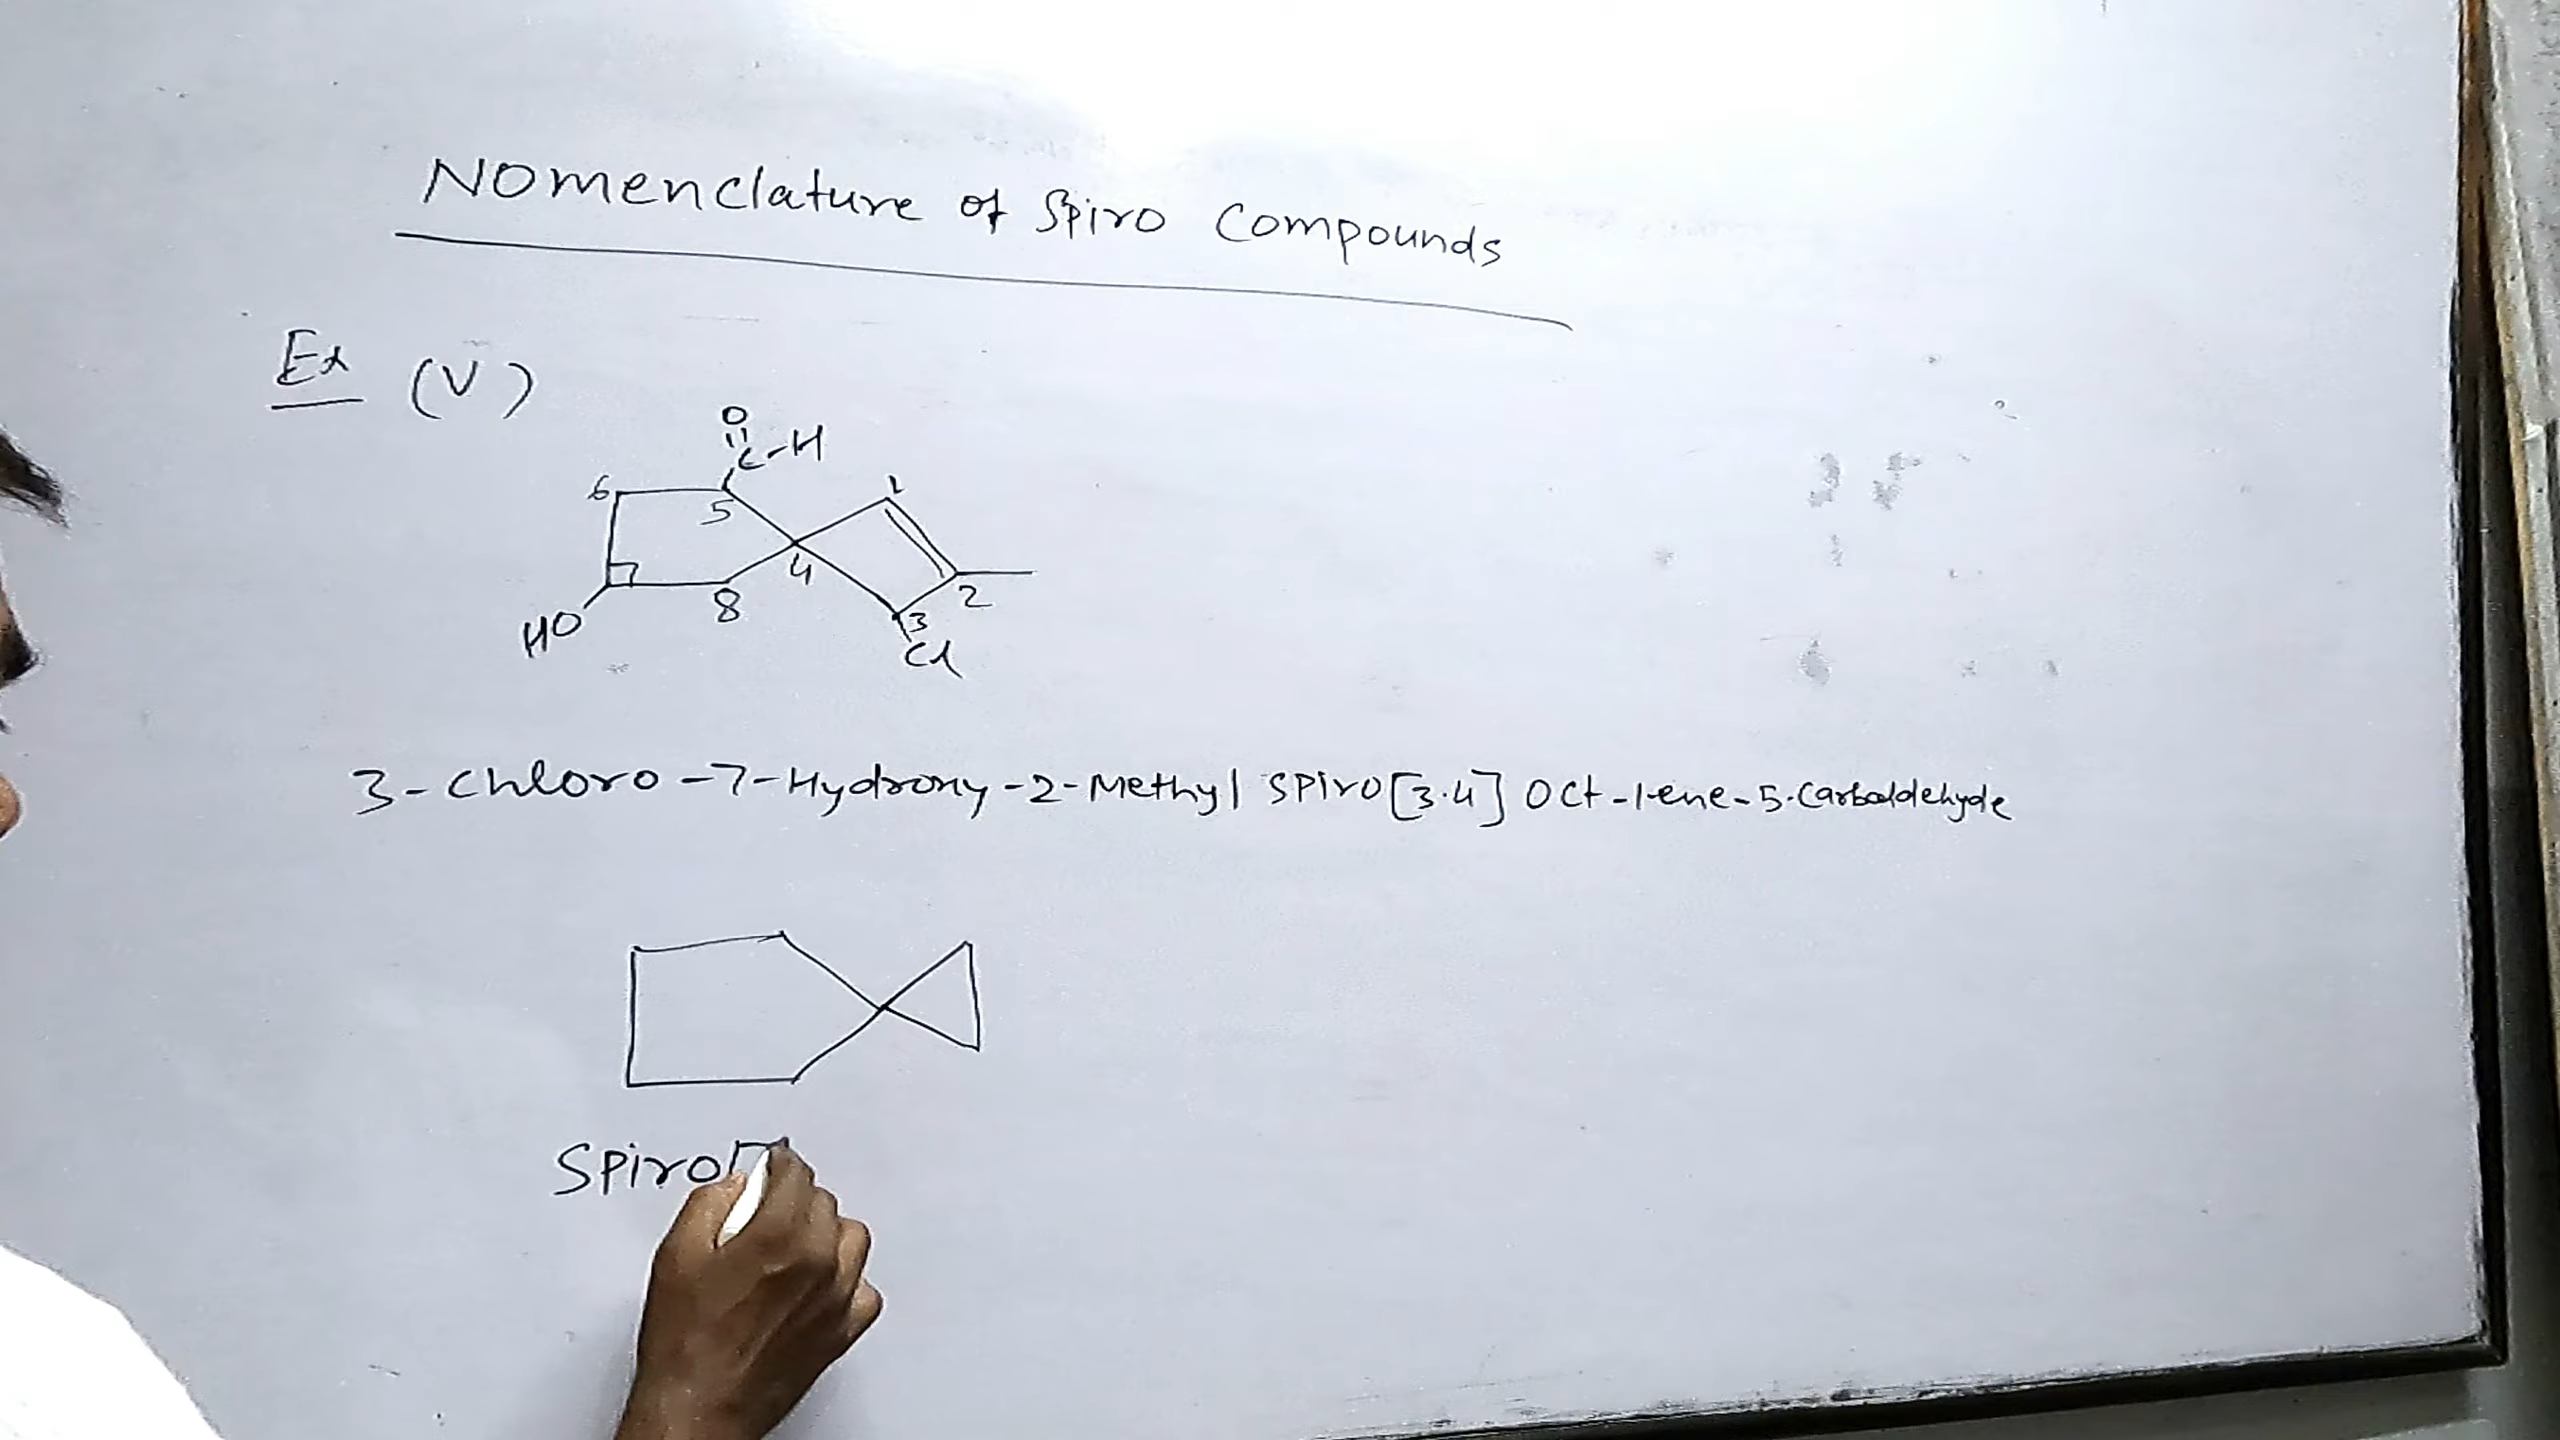 Nomenclature of Spiro Compounds
Ex (V)
O
C-H
6 5 1
7 8 4 3 2
HO
Cl
3-Chloro-7-Hydroxy-2-Methyl Spiro[3.4] Oct-1-ene-5-Carbaldehyde
Spiro[